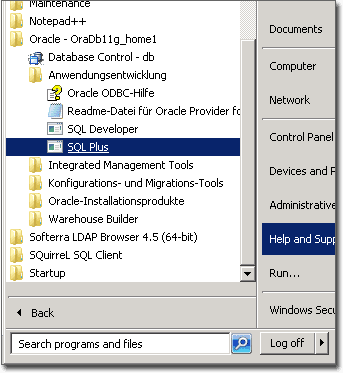 Maintenance
Notepad++
Oracle - OraDb11g_home1
Database Control - db
Anwendungsentwicklung
Oracle ODBC-Hilfe
Readme-Datei für Oracle Provider fo
SQL Developer
SQL Plus
Integrated Management Tools
Konfigurations- und Migrations-Tools
Oracle-Installationsprodukte
Warehouse Builder
Softerra LDAP Browser 4.5 (64-bit)
SQuirreL SQL Client
Startup
Back
Search programs and files
Documents
Computer
Network
Control Panel
Devices and P
Administrative
Help and Supp
Run...
Windows Secu
Log off